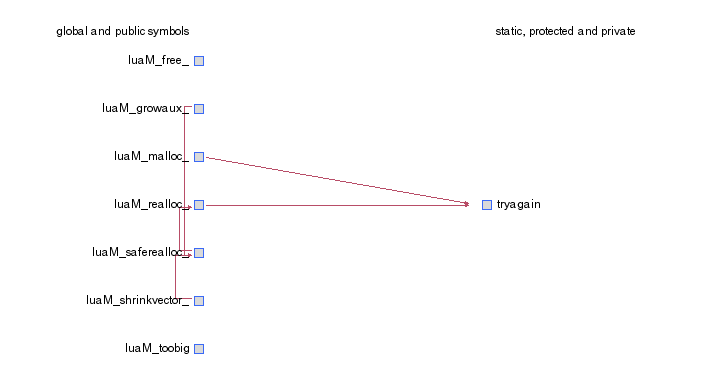 global and public symbols
static, protected and private
luaM_free_
luaM_growaux_
luaM_malloc_
luaM_realloc_
tryagain
luaM_saferealloc_
luaM_shrinkvector_
luaM_toobig